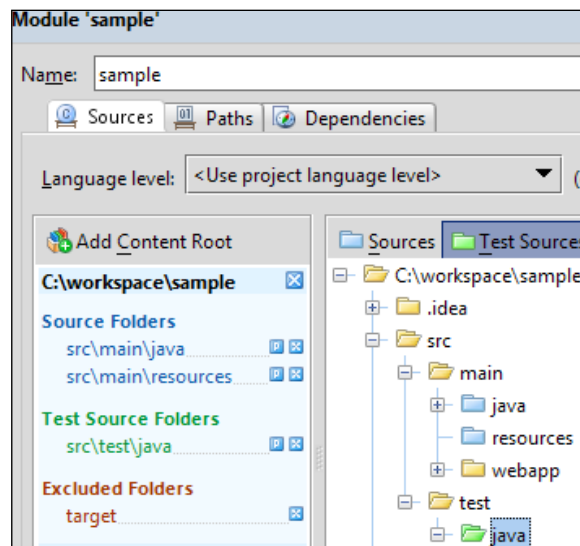 Module 'sample'
Name: sample
Sources Paths Dependencies
Language level: <Use project language level> (
Add Content Root
C:\workspace\sample
Source Folders
src\main\java
src\main\resources
Test Source Folders
src\test\java
Excluded Folders
target
Sources Test Sources
C:\workspace\sample
.idea
src
main
java
resources
webapp
test
java